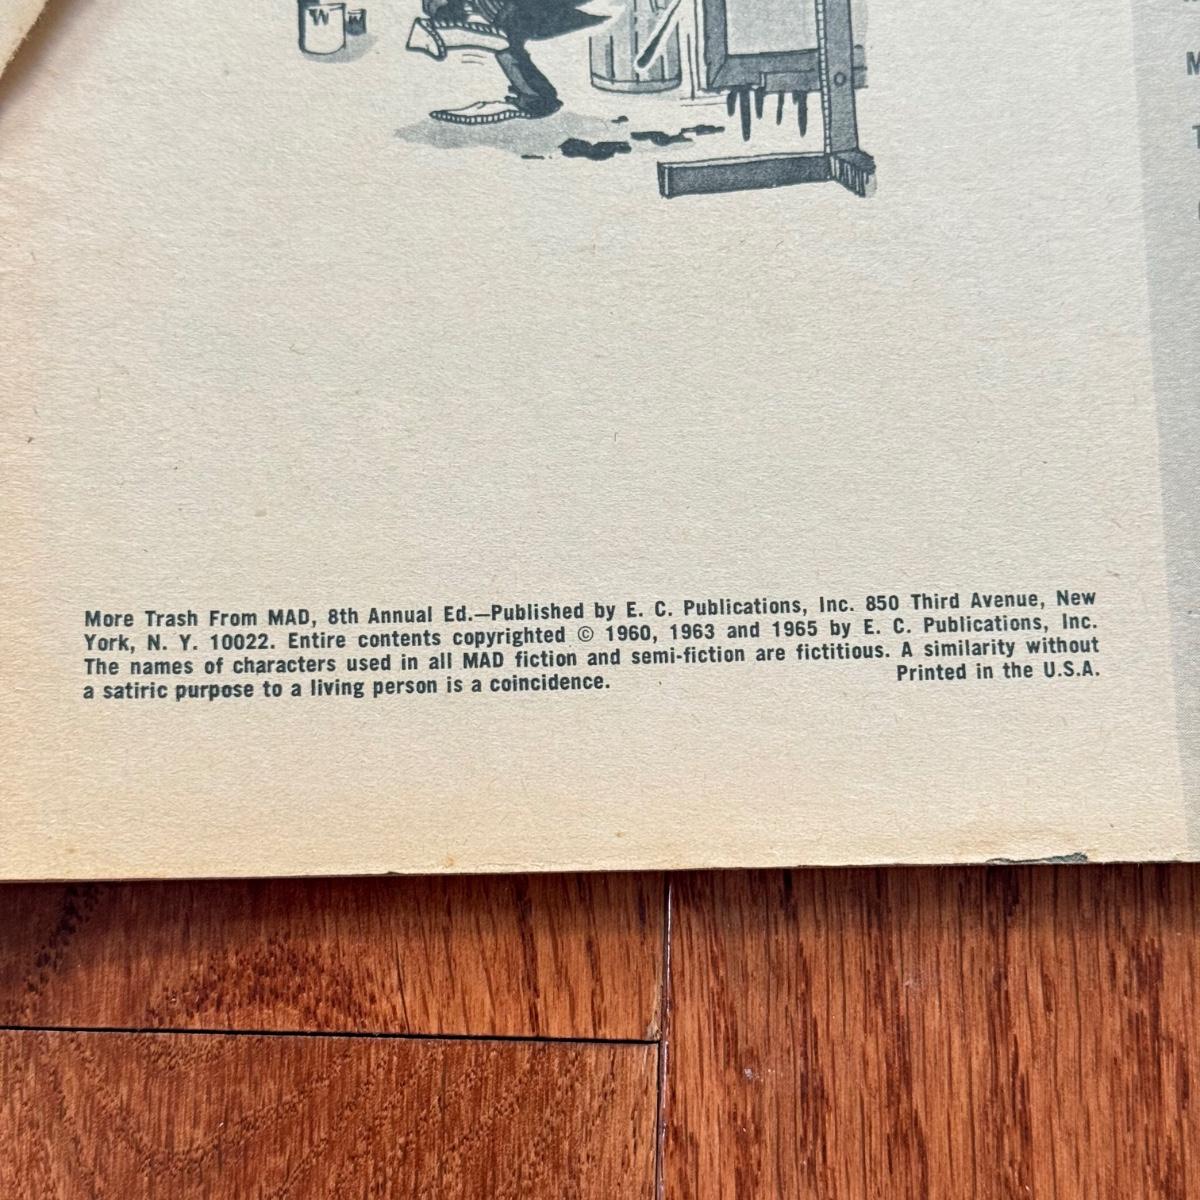 W
More Trash From MAD, 8th Annual Ed.—Published by E. C. Publications, Inc. 850 Third Avenue, New
York, N. Y. 10022. Entire contents copyrighted © 1960, 1963 and 1965 by E. C. Publications, Inc.
The names of characters used in all MAD fiction and semi-fiction are fictitious. A similarity without
a satiric purpose to a living person is a coincidence. Printed in the U.S.A.